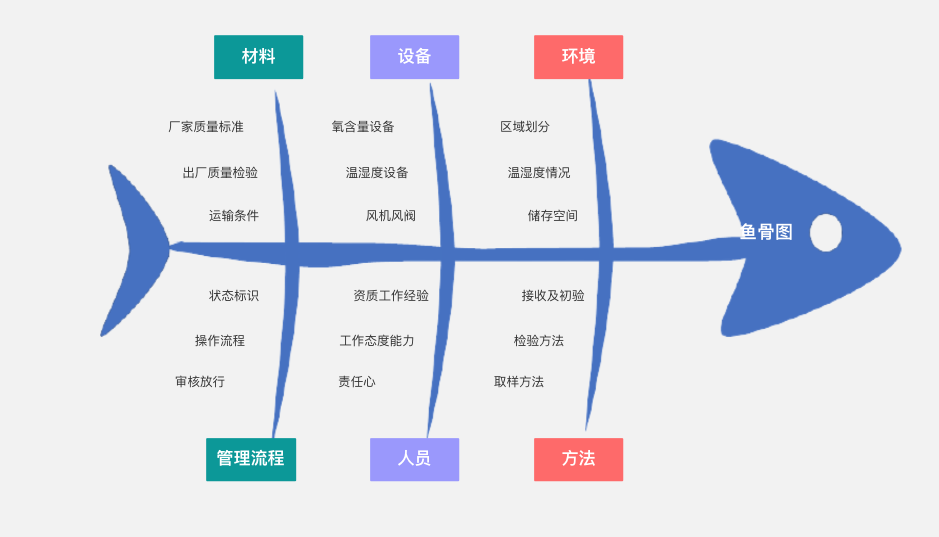 材料
设备
环境
厂家质量标准
氧含量设备
区域划分
出厂质量检验
温湿度设备
温湿度情况
运输条件
风机风阀
储存空间
鱼骨图
状态标识
资质工作经验
接收及初验
操作流程
工作态度能力
检验方法
审核放行
责任心
取样方法
管理流程
人员
方法